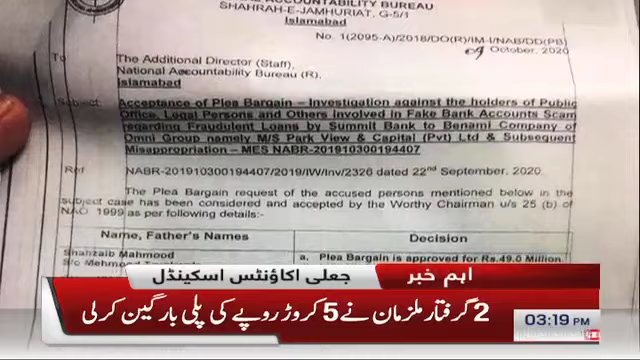 ACCOUNTABILITY BUREAU
SHAHRAH-E-JAMHURIAT, G-5/1
Islamabad
No. 1(2095-A)/2018/DO(R)/IM-I/NAB/DD(PB)
09 October, 2020
To
The Additional Director (Staff),
National Accountability Bureau (R),
Islamabad
Subject: Acceptance of Plea Bargain – Investigation against the holders of Public
Office, Legal Persons and Others involved in Fake Bank Accounts Scam
regarding Fraudulent Loans by Summit Bank to Benami Company of
Omni Group namely M/S Park View & Capital (Pvt) Ltd & Subsequent
Misappropriation – MES NABR-201910300194407
Ref NABR-201910300194407/2019/IW/Inv/2326 dated 22nd September, 2020.
The Plea Bargain request of the accused persons mentioned below in the
subject case has been considered and accepted by the Worthy Chairman u/s 25 (b) of
NAO 1999 as per following details:-
Name, Father's Names Decision
Shahzaib Mahmood a. Plea Bargain is approved for Rs.49.0 Million
S/o Mehmood
اہم خبر
جعلی اکاؤنٹس اسکینڈل
2 گرفتار ملزمان نے 5 کروڑ روپے کی پلی بارگین کرلی
03:19 PM